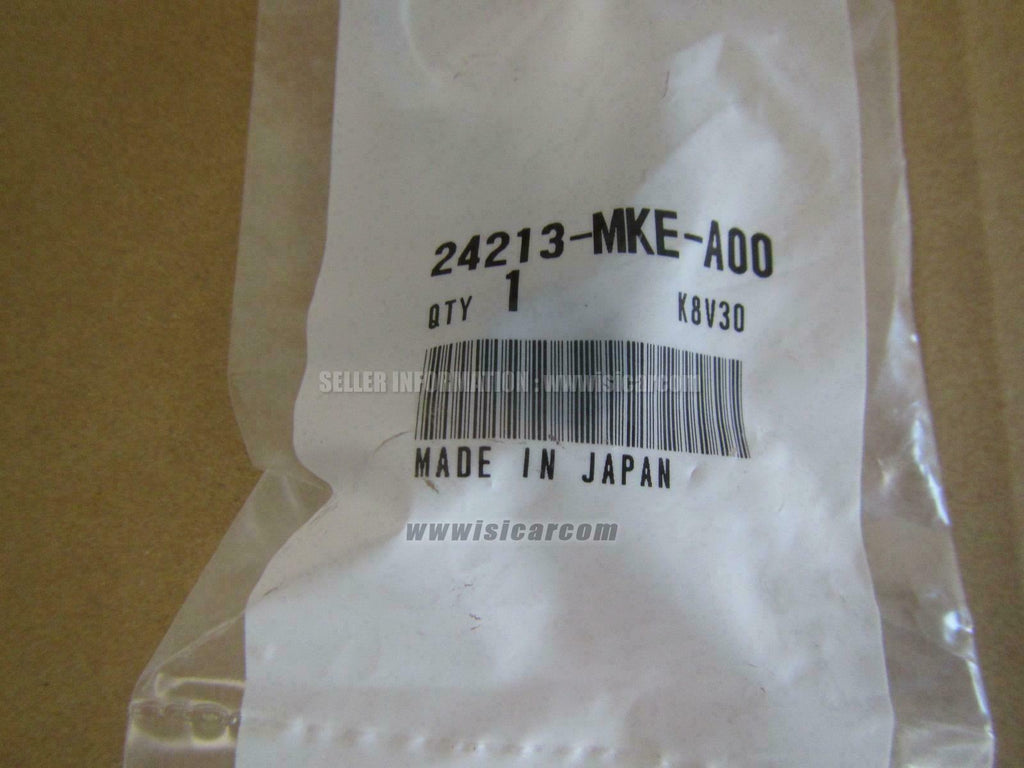 24213-MKE-A00
QTY 1 K8V30
SELLER INFORMATION : wwwisicarcom
MADE IN JAPAN
wwwisicarcom